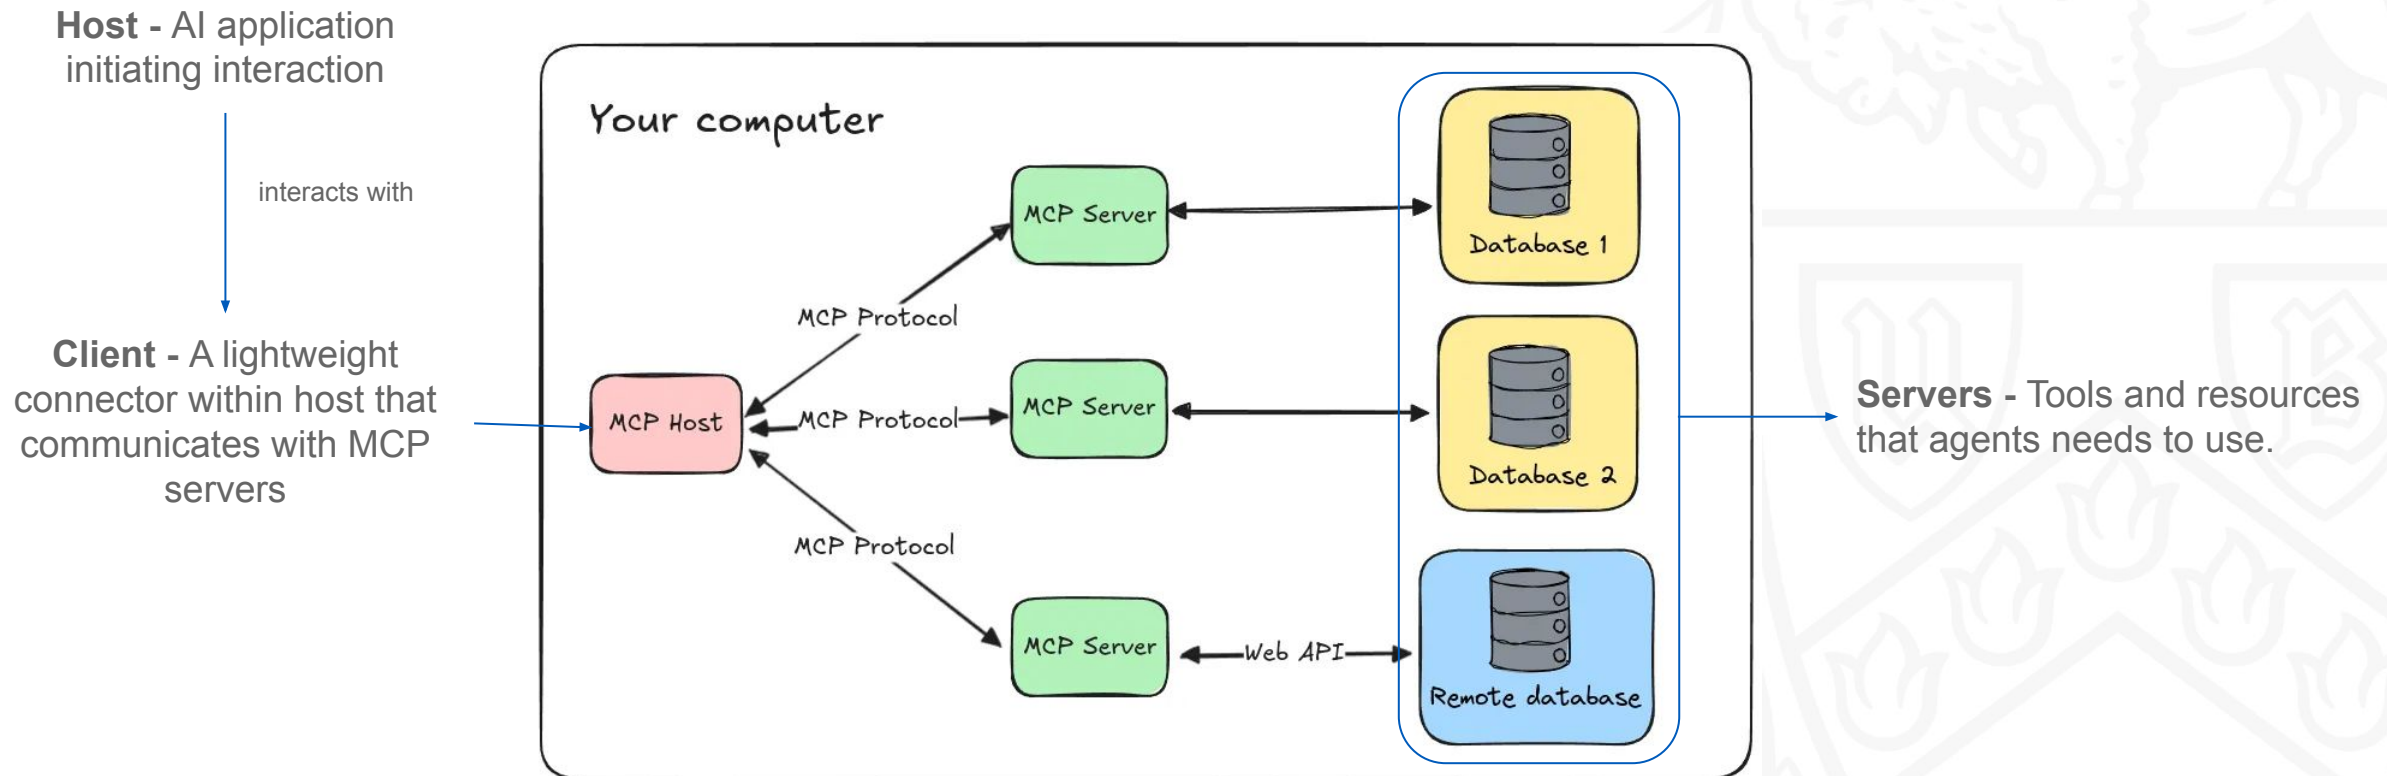 Host - AI application
initiating interaction
interacts with
Client - A lightweight
connector within host that
communicates with MCP
servers
Your computer
MCP Host
MCP Protocol
MCP Protocol
MCP Protocol
MCP Server
MCP Server
MCP Server
Web API
Database 1
Database 2
Remote database
Servers - Tools and resources
that agents needs to use.
U
B